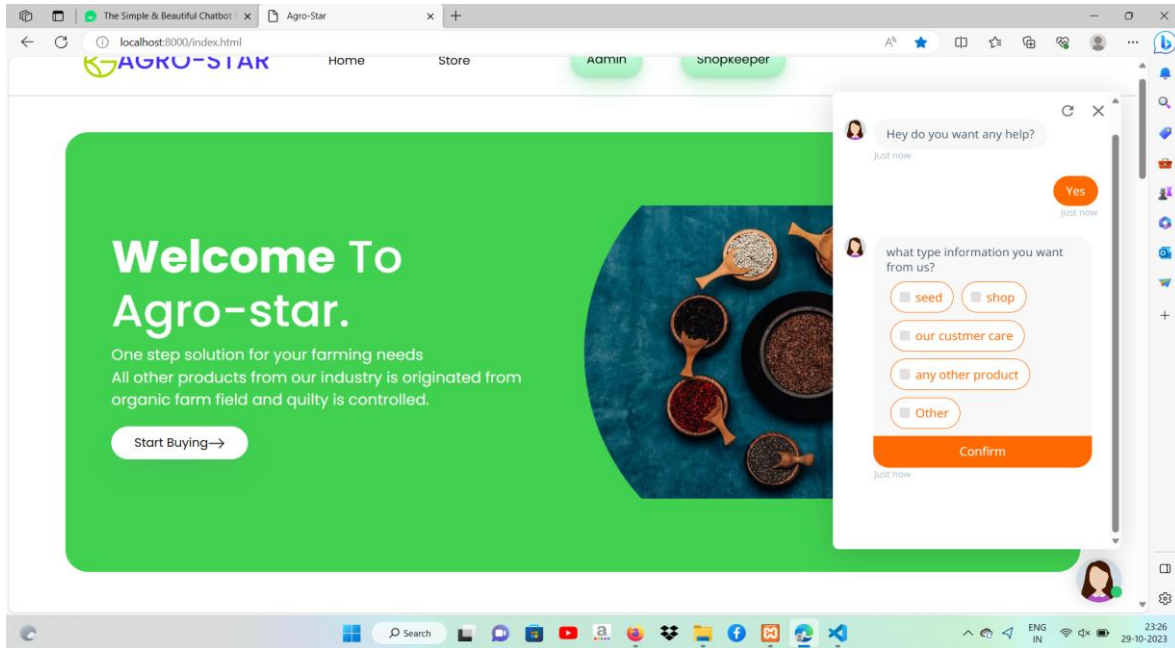 The Simple & Beautiful Chatbot
Agro-Star
localhost:8000/index.html
AGRO-STAR
Home
Store
Admin
Shopkeeper
Welcome To
Agro-star.
One step solution for your farming needs
All other products from our industry is originated from
organic farm field and quilty is controlled.
Start Buying→
Hey do you want any help?
Just now
Yes
Just now
what type information you want
from us?
seed
shop
our custmer care
any other product
Other
Confirm
Just now
Search
ENG
IN
23:26
29-10-2023